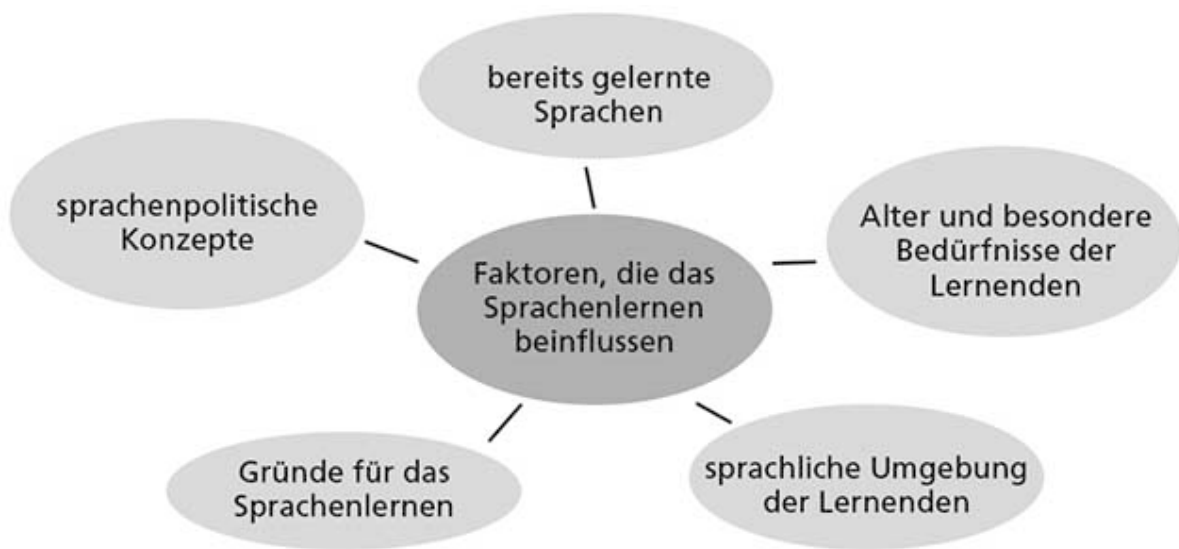 bereits gelernte
Sprachen
sprachenpolitische
Konzepte
Alter und besondere
Bedürfnisse der
Lernenden
Faktoren, die das
Sprachenlernen
beinflussen
Gründe für das
Sprachenlernen
sprachliche Umgebung
der Lernenden